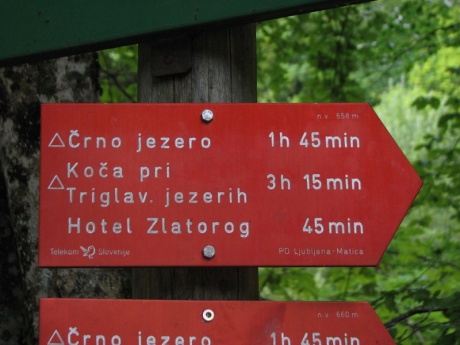 n.v. 658 m
Črno jezero 1h 45min
Koča pri
Triglav. jezerih 3h 15min
Hotel Zlatorog 45min
Telekom Slovenije PD Ljubljana-Matica
n.v. 660 m
Črno jezero 1h 45min